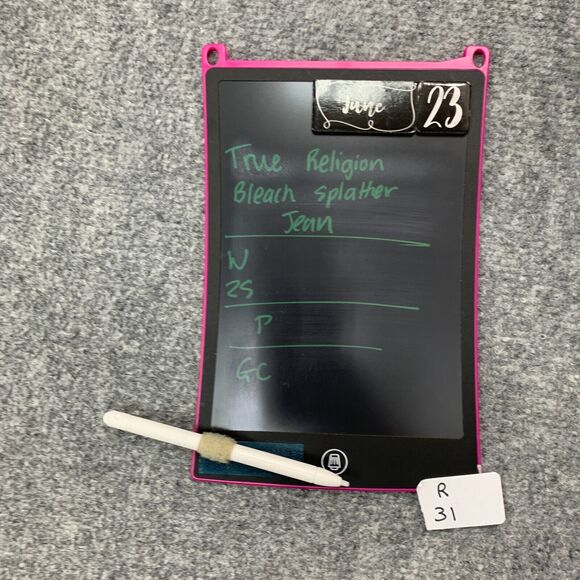 June 23
True Religion
Bleach splatter
Jean
W
25
P
GC
R
31